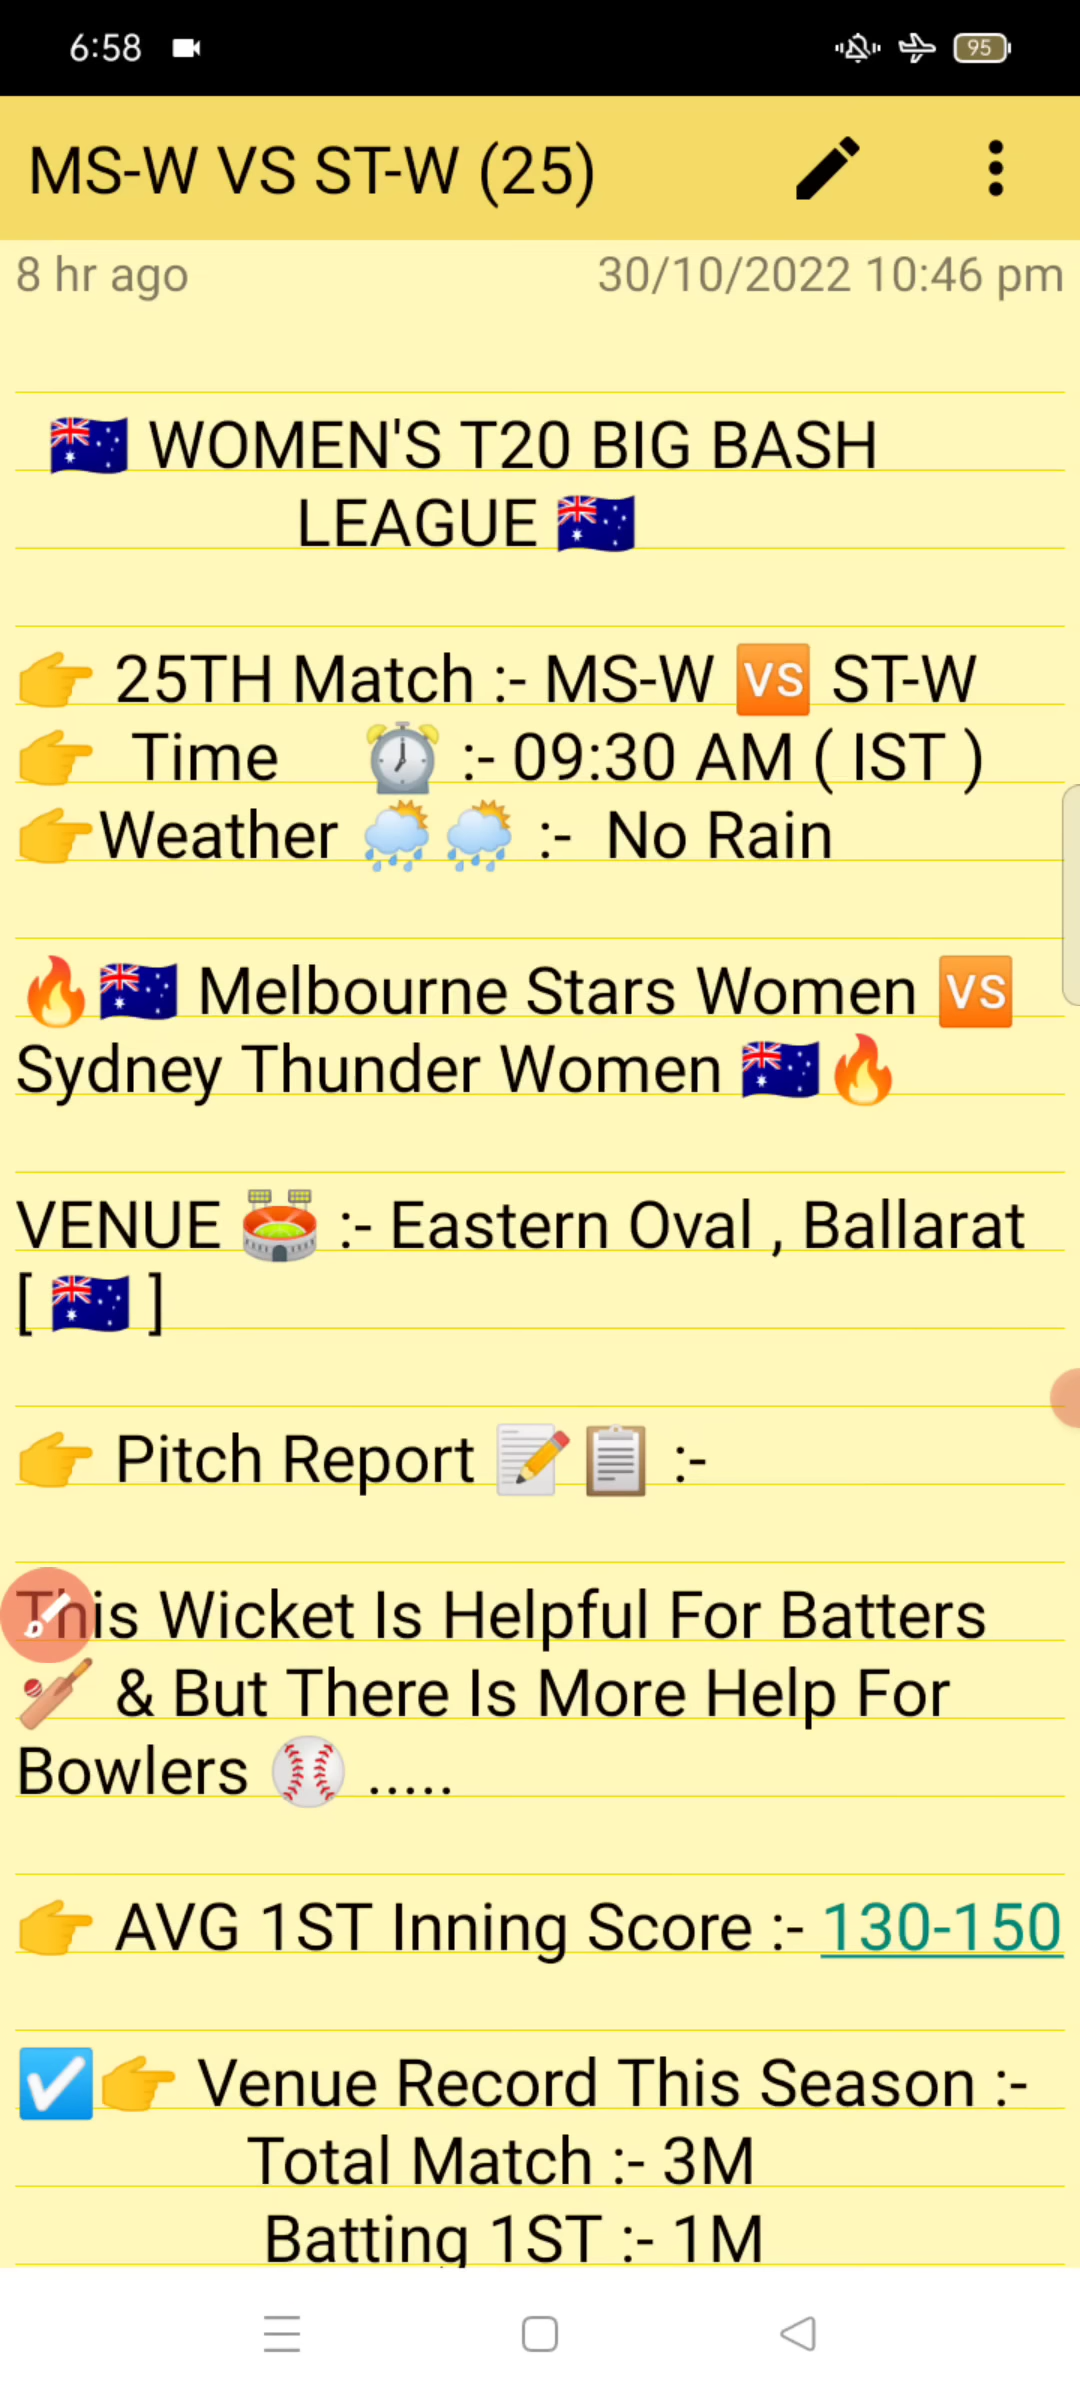 6:58
95
MS-W VS ST-W (25)
8 hr ago 30/10/2022 10:46 pm
🇦🇺 WOMEN'S T20 BIG BASH
LEAGUE 🇦🇺
👉 25TH Match :- MS-W 🆚 ST-W
👉 Time ⏰ :- 09:30 AM ( IST )
👉Weather 🌦️🌦️ :- No Rain
🔥🇦🇺 Melbourne Stars Women 🆚
Sydney Thunder Women 🇦🇺🔥
VENUE 🏟️ :- Eastern Oval , Ballarat
[ 🇦🇺 ]
👉 Pitch Report 📝📋 :-
This Wicket Is Helpful For Batters
🏏 & But There Is More Help For
Bowlers ⚾ .....
👉 AVG 1ST Inning Score :- 130-150
☑️👉 Venue Record This Season :-
Total Match :- 3M
Batting 1ST :- 1M